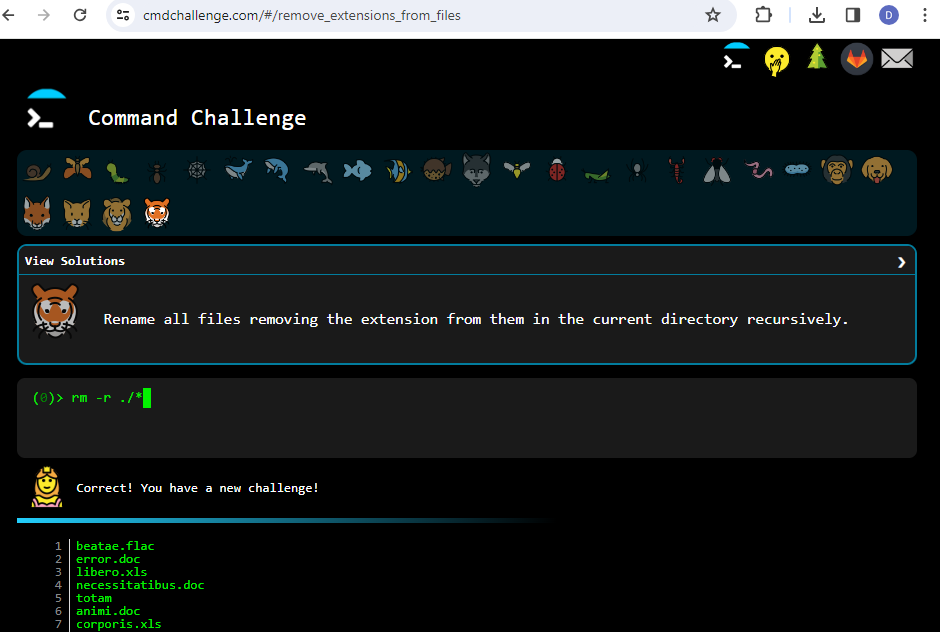 cmdchallenge.com/#/remove_extensions_from_files
D
Command Challenge
View Solutions
Rename all files removing the extension from them in the current directory recursively.
(0)> rm -r ./*
Correct! You have a new challenge!
1 beatae.flac
2 error.doc
3 libero.xls
4 necessitatibus.doc
5 totam
6 animi.doc
7 corporis.xls